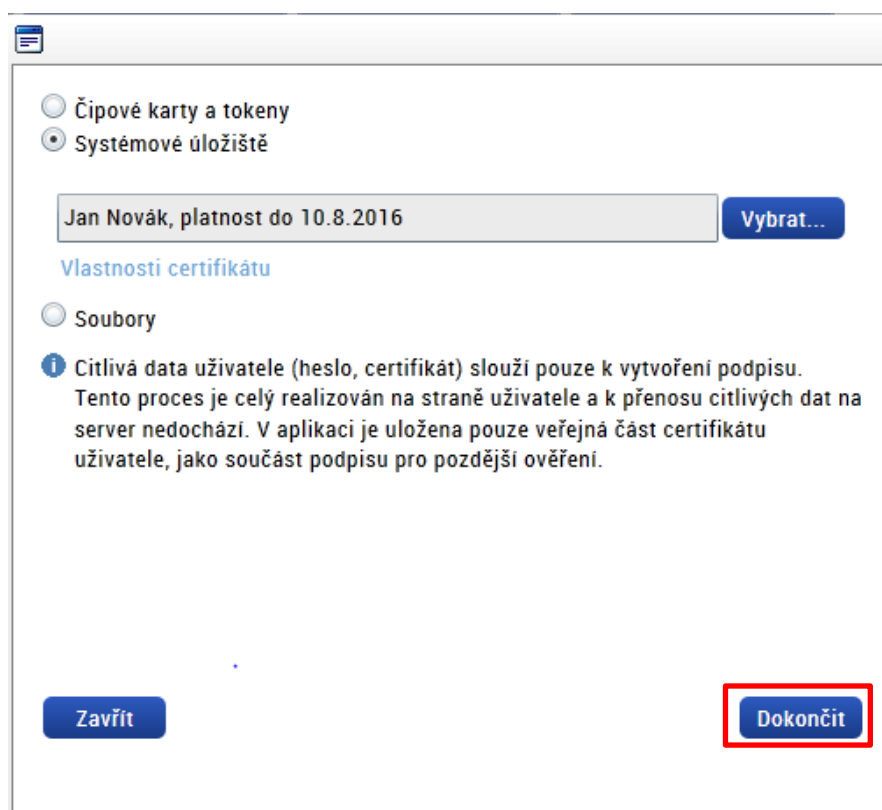 Čipové karty a tokeny
Systémové úložiště
Jan Novák, platnost do 10.8.2016
Vybrat...
Vlastnosti certifikátu
Soubory
Citlivá data uživatele (heslo, certifikát) slouží pouze k vytvoření podpisu.
Tento proces je celý realizován na straně uživatele a k přenosu citlivých dat na
server nedochází. V aplikaci je uložena pouze veřejná část certifikátu
uživatele, jako součást podpisu pro pozdější ověření.
Zavřít
Dokončit